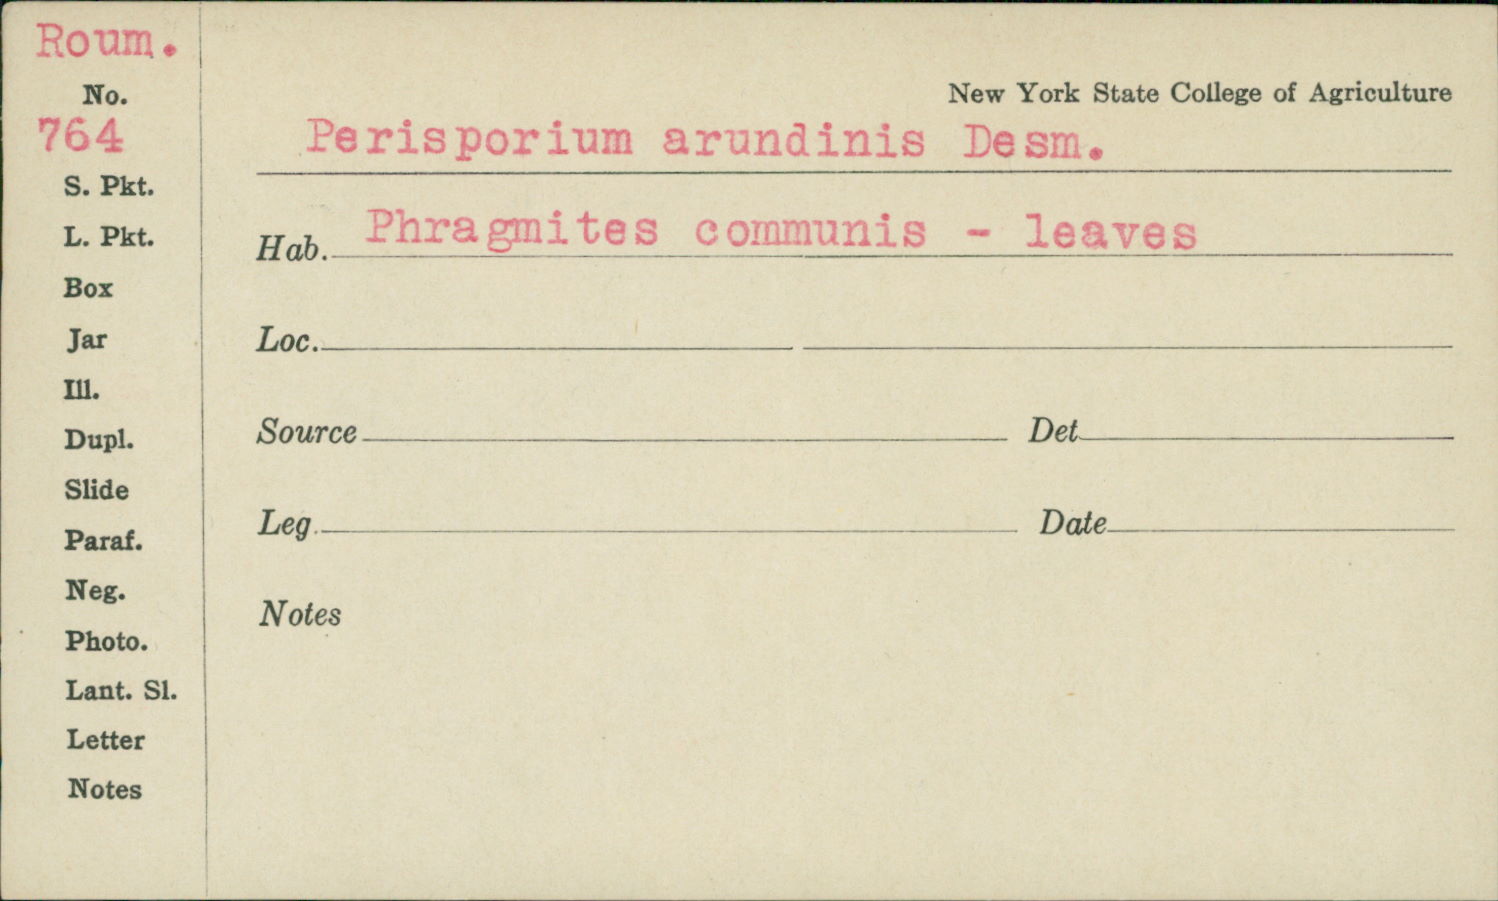 Roum.
No.
764
S. Pkt.
L. Pkt.
Box
Jar
Ill.
Dupl.
Slide
Paraf.
Neg.
Photo.
Lant. Sl.
Letter
Notes
New York State College of Agriculture
Perisporium arundinis Desm.
Hab. Phragmites communis - leaves
Loc.
Source Det
Leg. Date
Notes